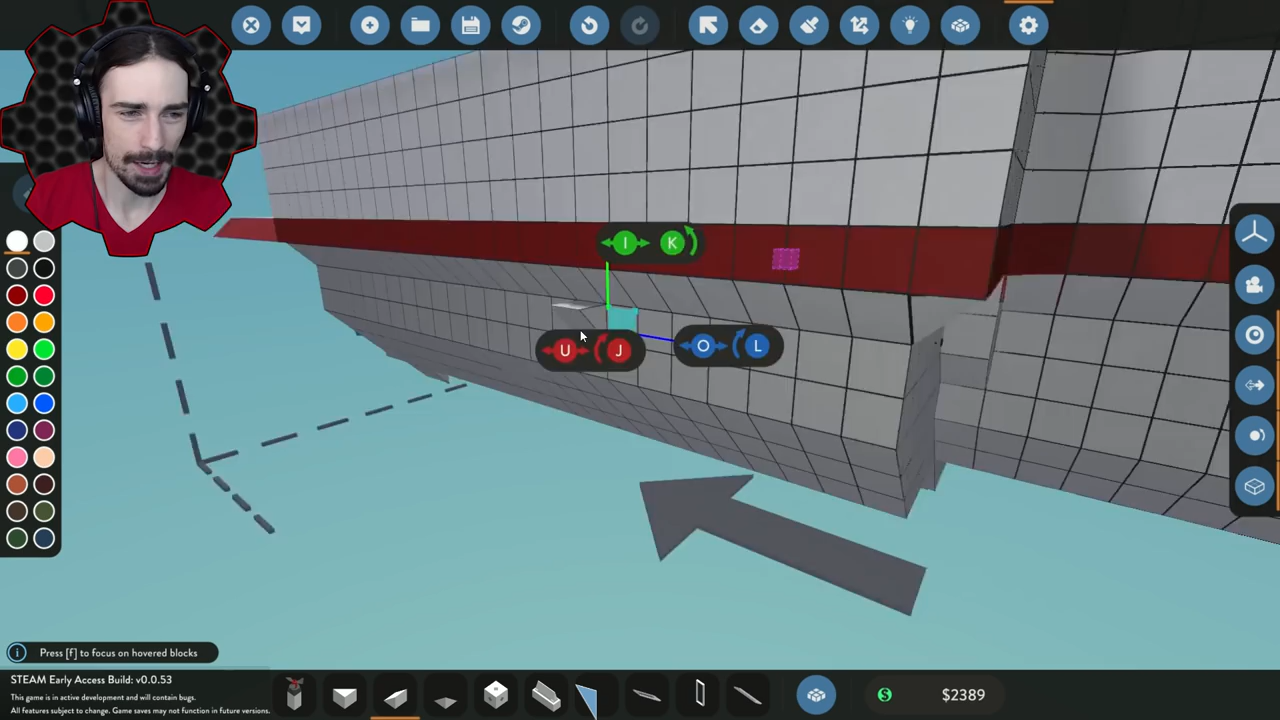 I K
U J
O L
Press [f] to focus on hovered blocks
STEAM Early Access Build: v0.0.53
This game is in active development and will contain bugs.
All features subject to change. Game saves may not function in future versions.
$ $2389